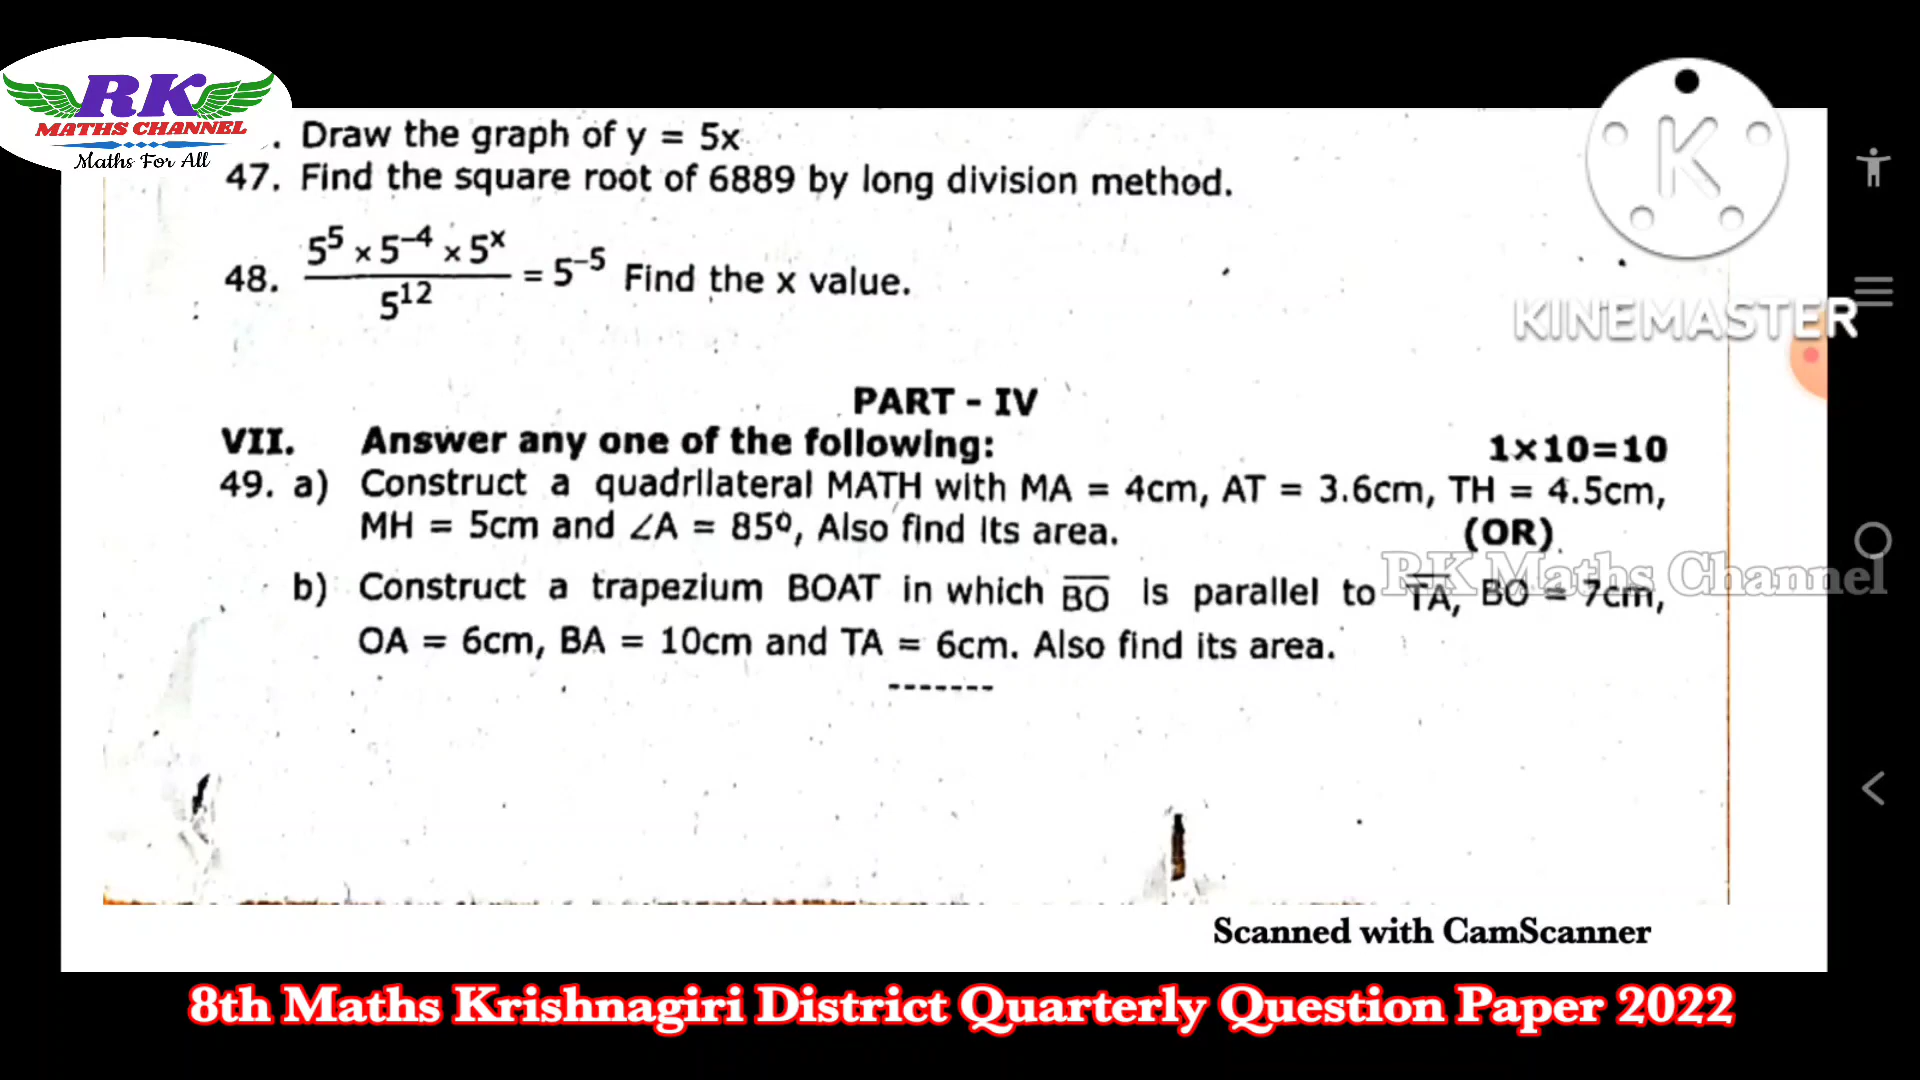 RK
MATHS CHANNEL
Maths For All
. Draw the graph of y = 5x
47. Find the square root of 6889 by long division method.
48. 5⁵ × 5⁻⁴ × 5ˣ / 5¹² = 5⁻⁵ Find the x value.
K
KINEMASTER
PART - IV
VII. Answer any one of the following: 1×10=10
49. a) Construct a quadrilateral MATH with MA = 4cm, AT = 3.6cm, TH = 4.5cm,
MH = 5cm and ∠A = 85º, Also find its area. (OR)
RK Maths Channel
b) Construct a trapezium BOAT in which B̅O̅ is parallel to T̅A̅, BO = 7cm,
OA = 6cm, BA = 10cm and TA = 6cm. Also find its area.
-------
Scanned with CamScanner
8th Maths Krishnagiri District Quarterly Question Paper 2022